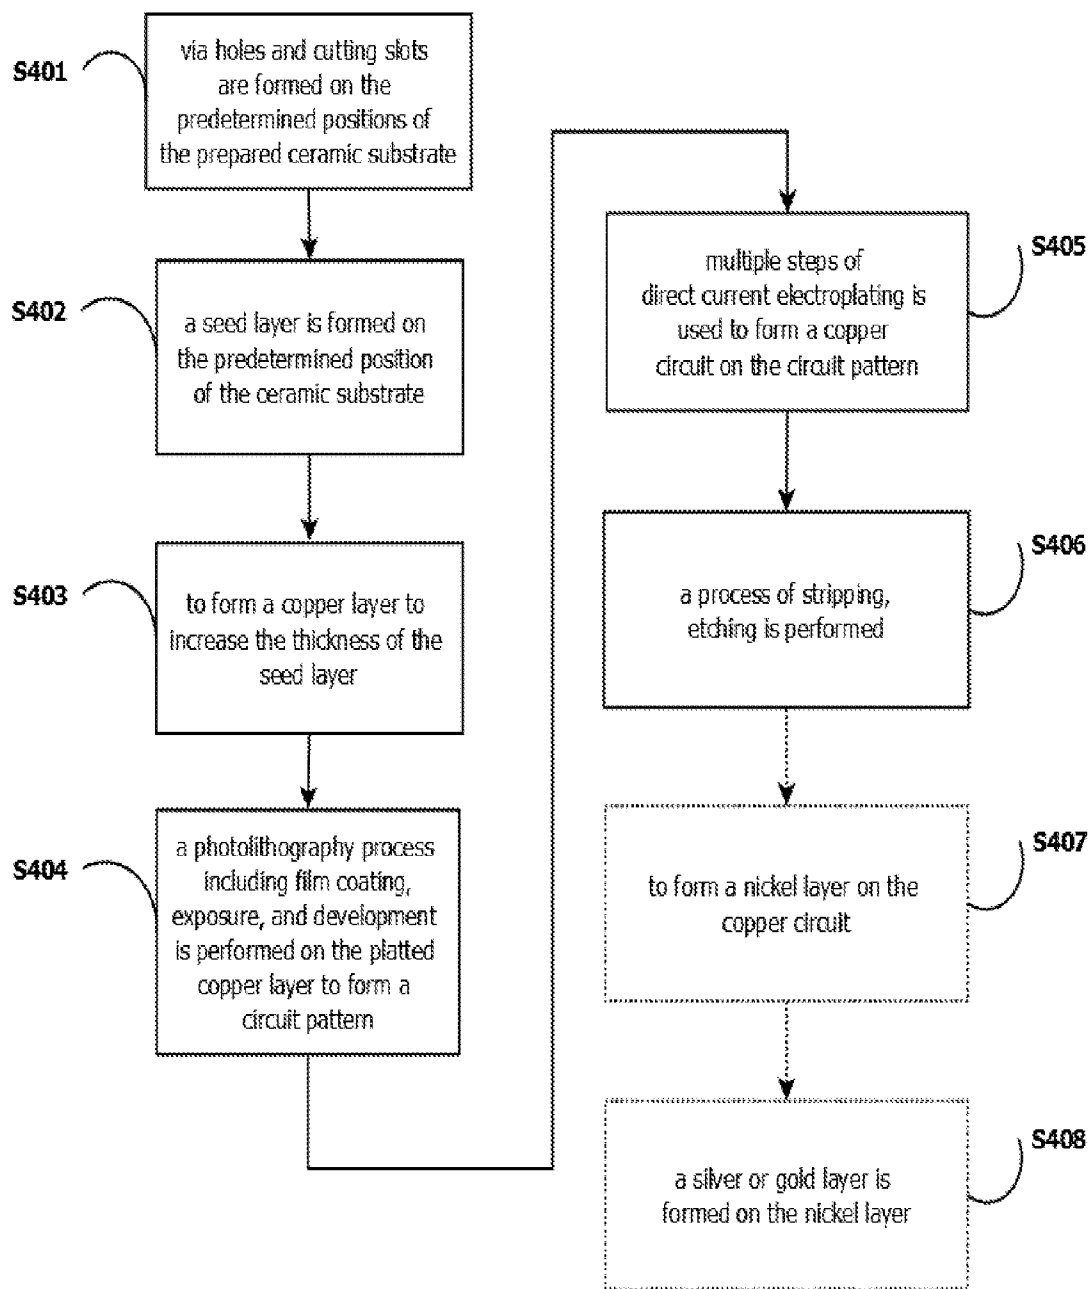 S401
via holes and cutting slots
are formed on the
predetermined positions of
the prepared ceramic substrate
S402
a seed layer is formed on
the predetermined position
of the ceramic substrate
S403
to form a copper layer to
increase the thickness of the
seed layer
S404
a photolithography process
including film coating,
exposure, and development
is performed on the platted
copper layer to form a
circuit pattern
S405
multiple steps of
direct current electroplating is
used to form a copper
circuit on the circuit pattern
S406
a process of stripping,
etching is performed
S407
to form a nickel layer on the
copper circuit
S408
a silver or gold layer is
formed on the nickel layer